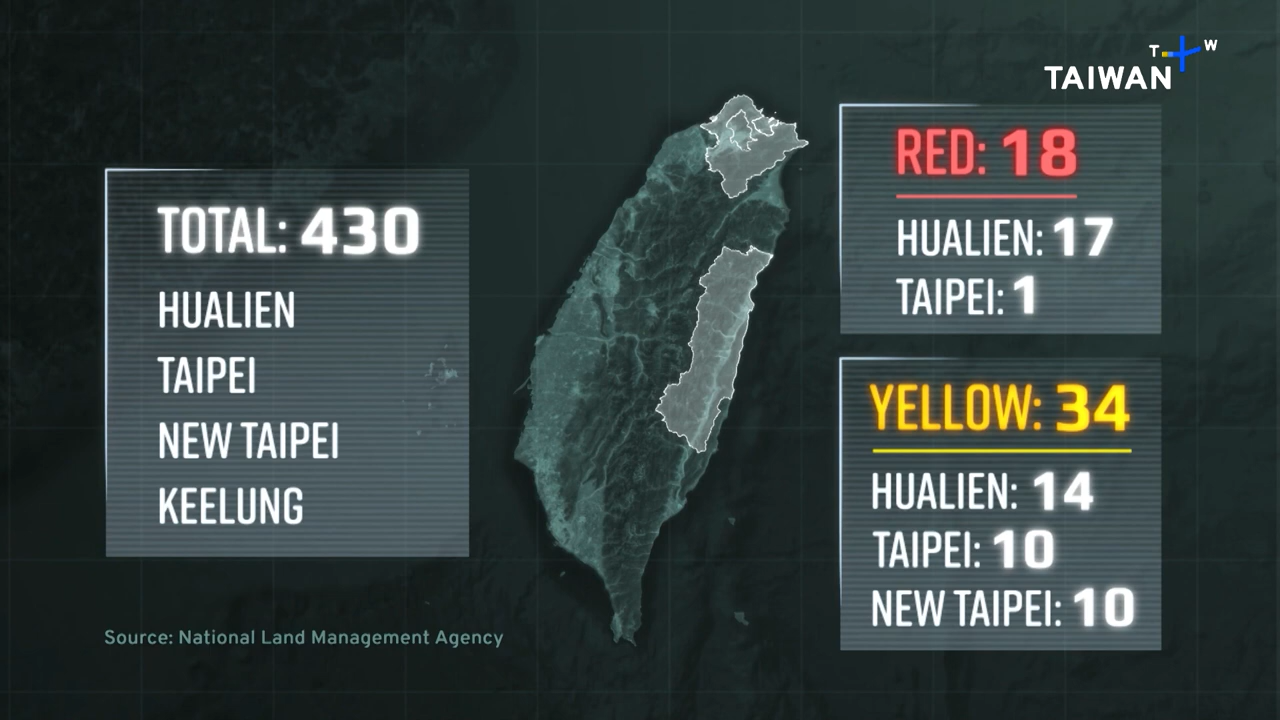 T W
TAIWAN
TOTAL: 430
HUALIEN
TAIPEI
NEW TAIPEI
KEELUNG
RED: 18
HUALIEN: 17
TAIPEI: 1
YELLOW: 34
HUALIEN: 14
TAIPEI: 10
NEW TAIPEI: 10
Source: National Land Management Agency